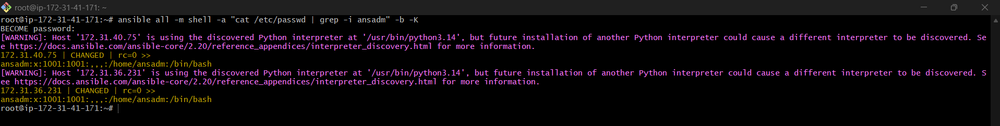 root@ip-172-31-41-171: ~
root@ip-172-31-41-171:~# ansible all -m shell -a "cat /etc/passwd | grep -i ansadm" -b -K
BECOME password:
[WARNING]: Host '172.31.40.75' is using the discovered Python interpreter at '/usr/bin/python3.14', but future installation of another Python interpreter could cause a different interpreter to be discovered. Se
e https://docs.ansible.com/ansible-core/2.20/reference_appendices/interpreter_discovery.html for more information.
172.31.40.75 | CHANGED | rc=0 >>
ansadm:x:1001:1001:,,,:/home/ansadm:/bin/bash
[WARNING]: Host '172.31.36.231' is using the discovered Python interpreter at '/usr/bin/python3.14', but future installation of another Python interpreter could cause a different interpreter to be discovered. S
ee https://docs.ansible.com/ansible-core/2.20/reference_appendices/interpreter_discovery.html for more information.
172.31.36.231 | CHANGED | rc=0 >>
ansadm:x:1001:1001:,,,:/home/ansadm:/bin/bash
root@ip-172-31-41-171:~#